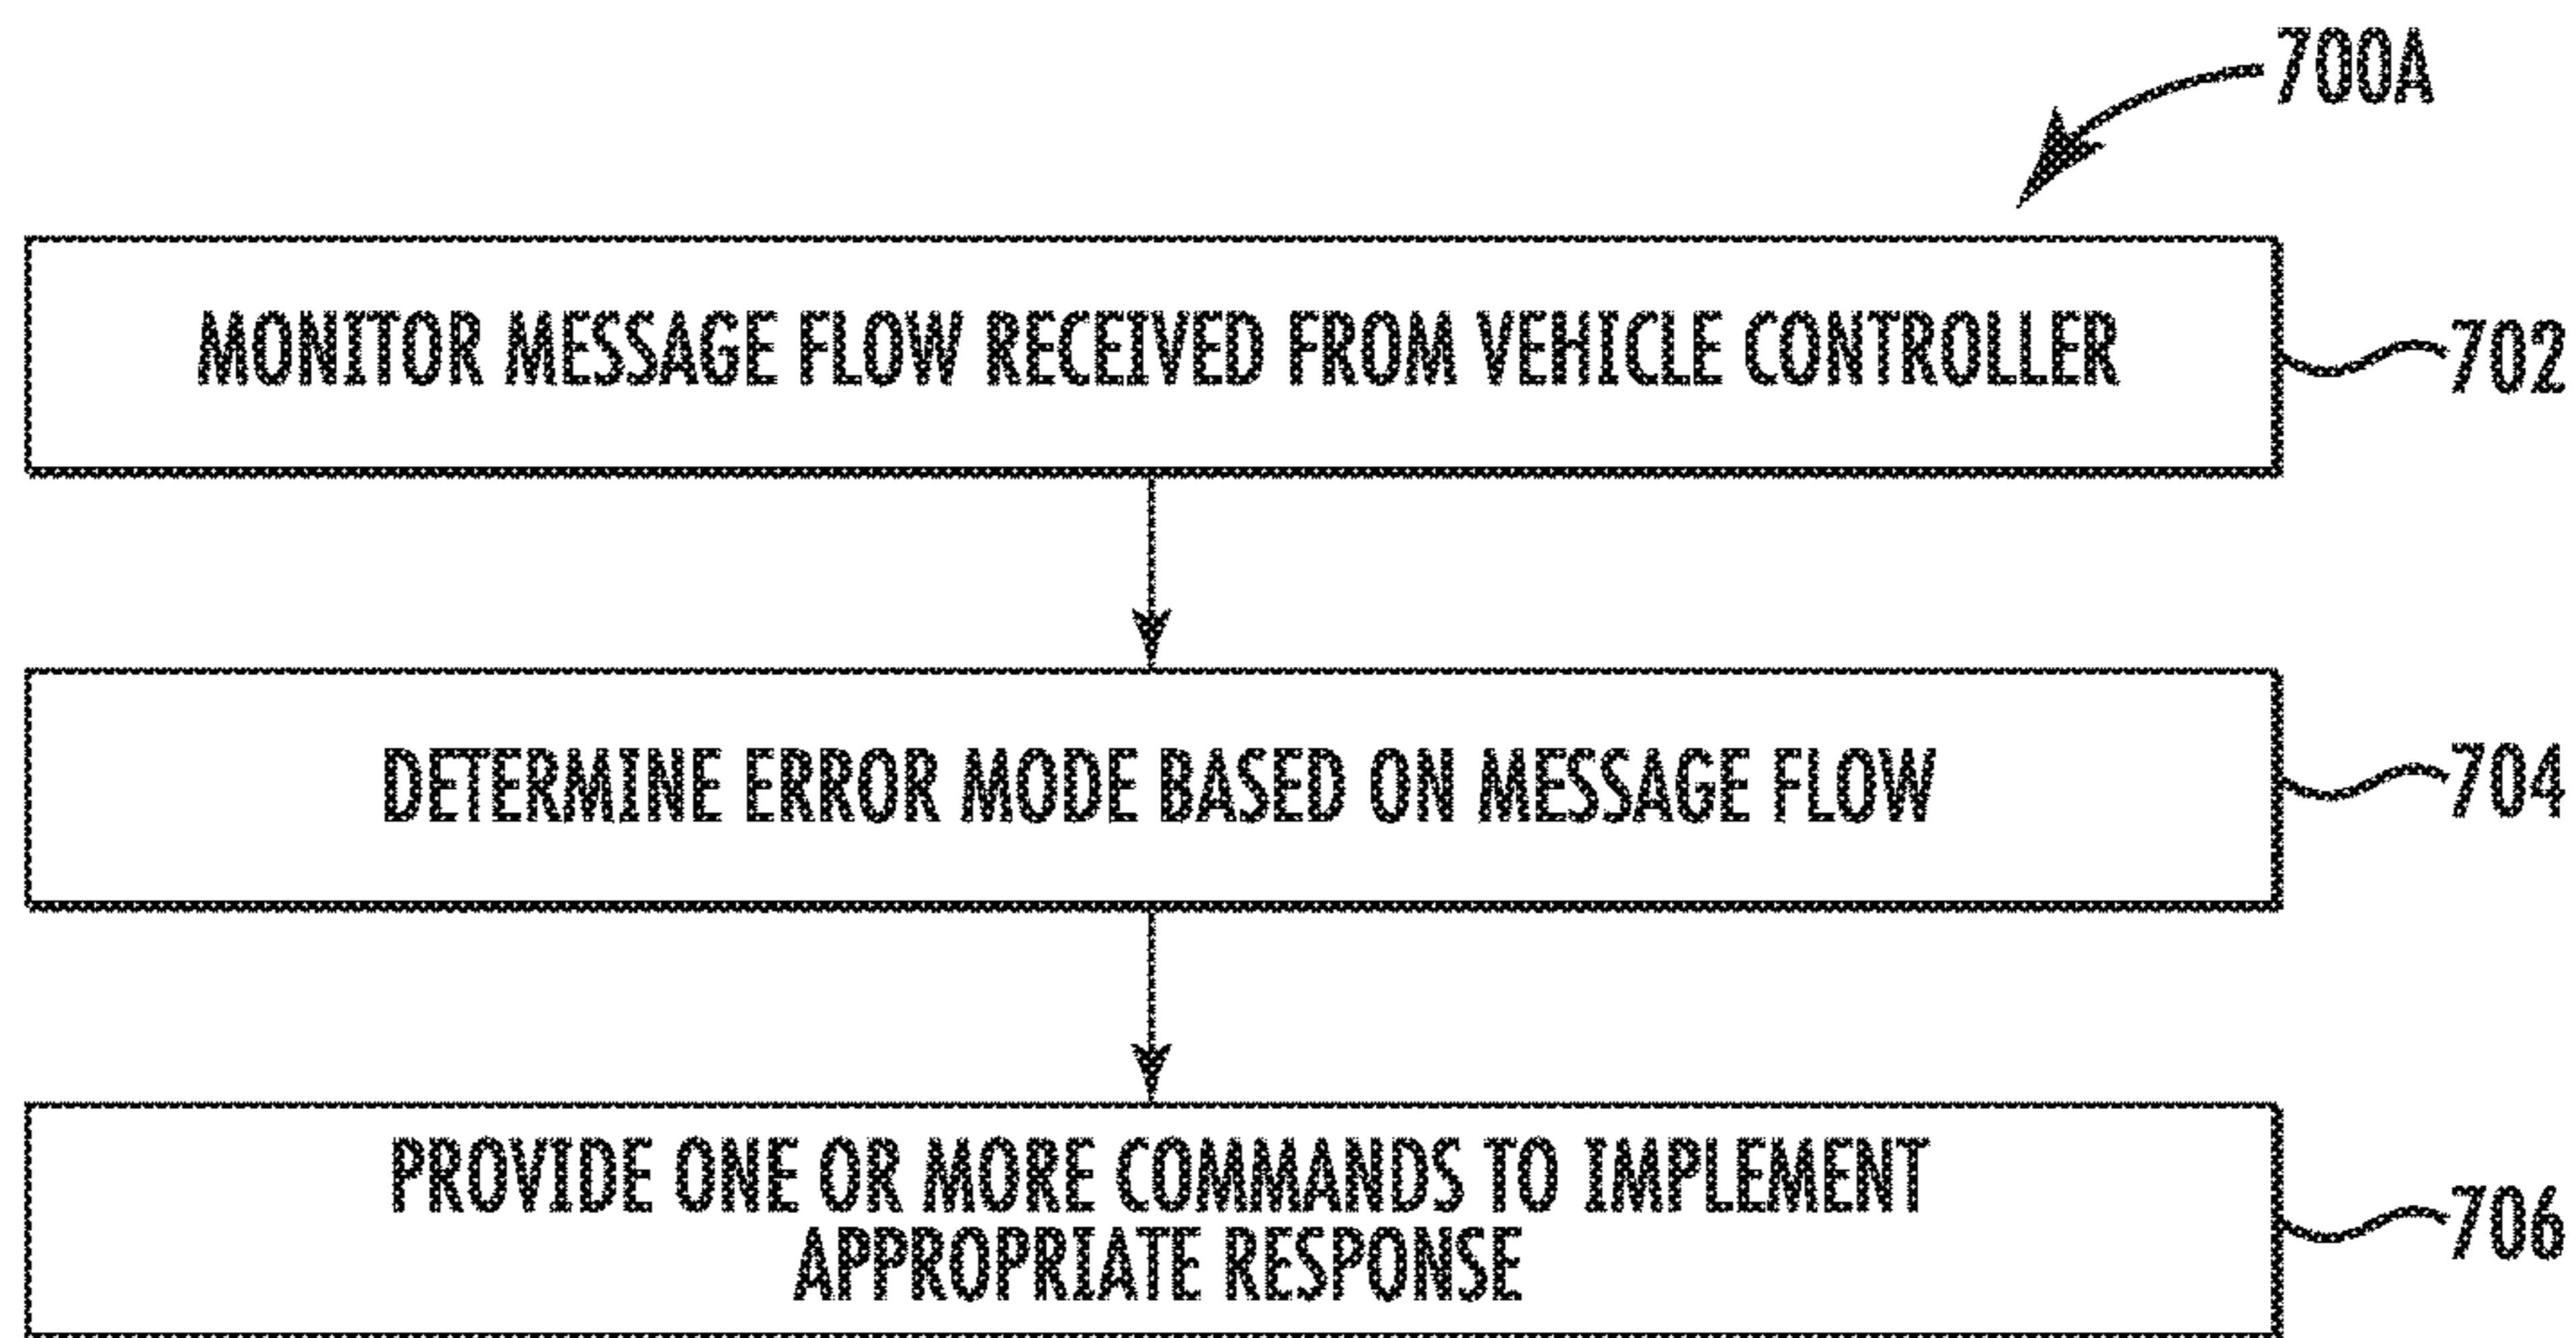 700A
MONITOR MESSAGE FLOW RECEIVED FROM VEHICLE CONTROLLER
702
DETERMINE ERROR MODE BASED ON MESSAGE FLOW
704
PROVIDE ONE OR MORE COMMANDS TO IMPLEMENT
APPROPRIATE RESPONSE
706